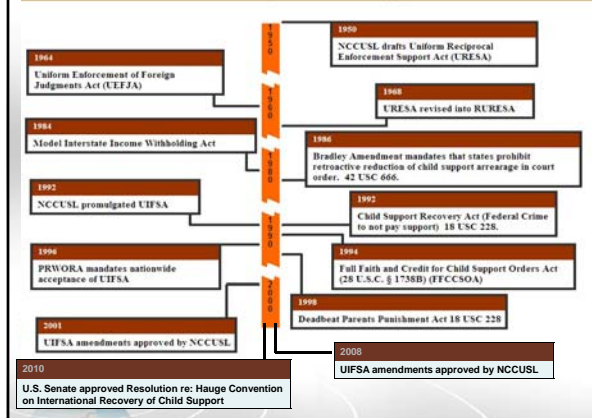 1950
1950
NCCUSL drafts Uniform Reciprocal
Enforcement Support Act (URESA)
1964
Uniform Enforcement of Foreign
Judgments Act (UEFJA)
1960
1968
URESA revised into RURESA
1984
Model Interstate Income Withholding Act
1980
1986
Bradley Amendment mandates that states prohibit
retroactive reduction of child support arrearage in court
order. 42 USC 666.
1992
NCCUSL promulgated UIFSA
1990
1992
Child Support Recovery Act (Federal Crime
to not pay support) 18 USC 228.
1996
PRWORA mandates nationwide
acceptance of UIFSA
1994
Full Faith and Credit for Child Support Orders Act
(28 U.S.C. § 1738B) (FFCCSOA)
2000
1998
Deadbeat Parents Punishment Act 18 USC 228
2001
UIFSA amendments approved by NCCUSL
2008
UIFSA amendments approved by NCCUSL
2010
U.S. Senate approved Resolution re: Hauge Convention
on International Recovery of Child Support